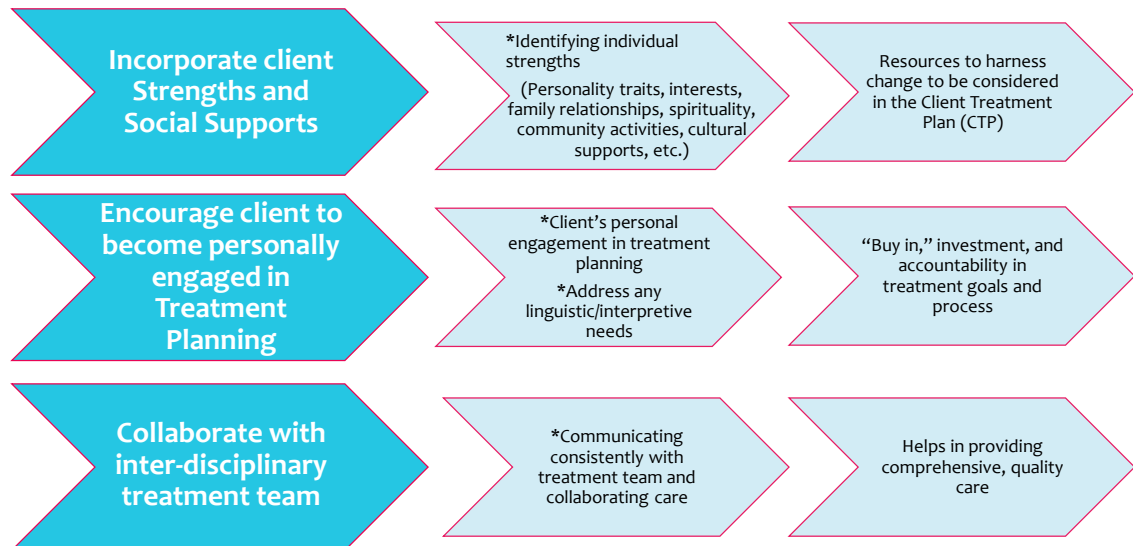 Incorporate client
Strengths and
Social Supports
*Identifying individual
strengths
(Personality traits, interests,
family relationships, spirituality,
community activities, cultural
supports, etc.)
Resources to harness
change to be considered
in the Client Treatment
Plan (CTP)
Encourage client to
become personally
engaged in
Treatment
Planning
*Client’s personal
engagement in treatment
planning
*Address any
linguistic/interpretive
needs
“Buy in,” investment, and
accountability in
treatment goals and
process
Collaborate with
inter-disciplinary
treatment team
*Communicating
consistently with
treatment team and
collaborating care
Helps in providing
comprehensive, quality
care